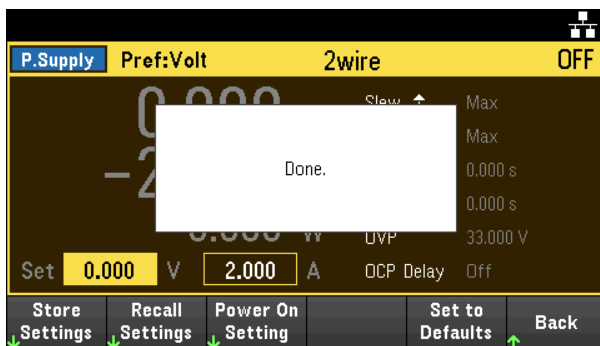 P.Supply Pref:Volt 2wire OFF
Slew Max
Max
Done.
0.000 s
0.000 s
W
OVP 33.000 V
Set 0.000 V 2.000 A OCP Delay Off
Store Settings
Recall Settings
Power On Setting
Set to Defaults
Back